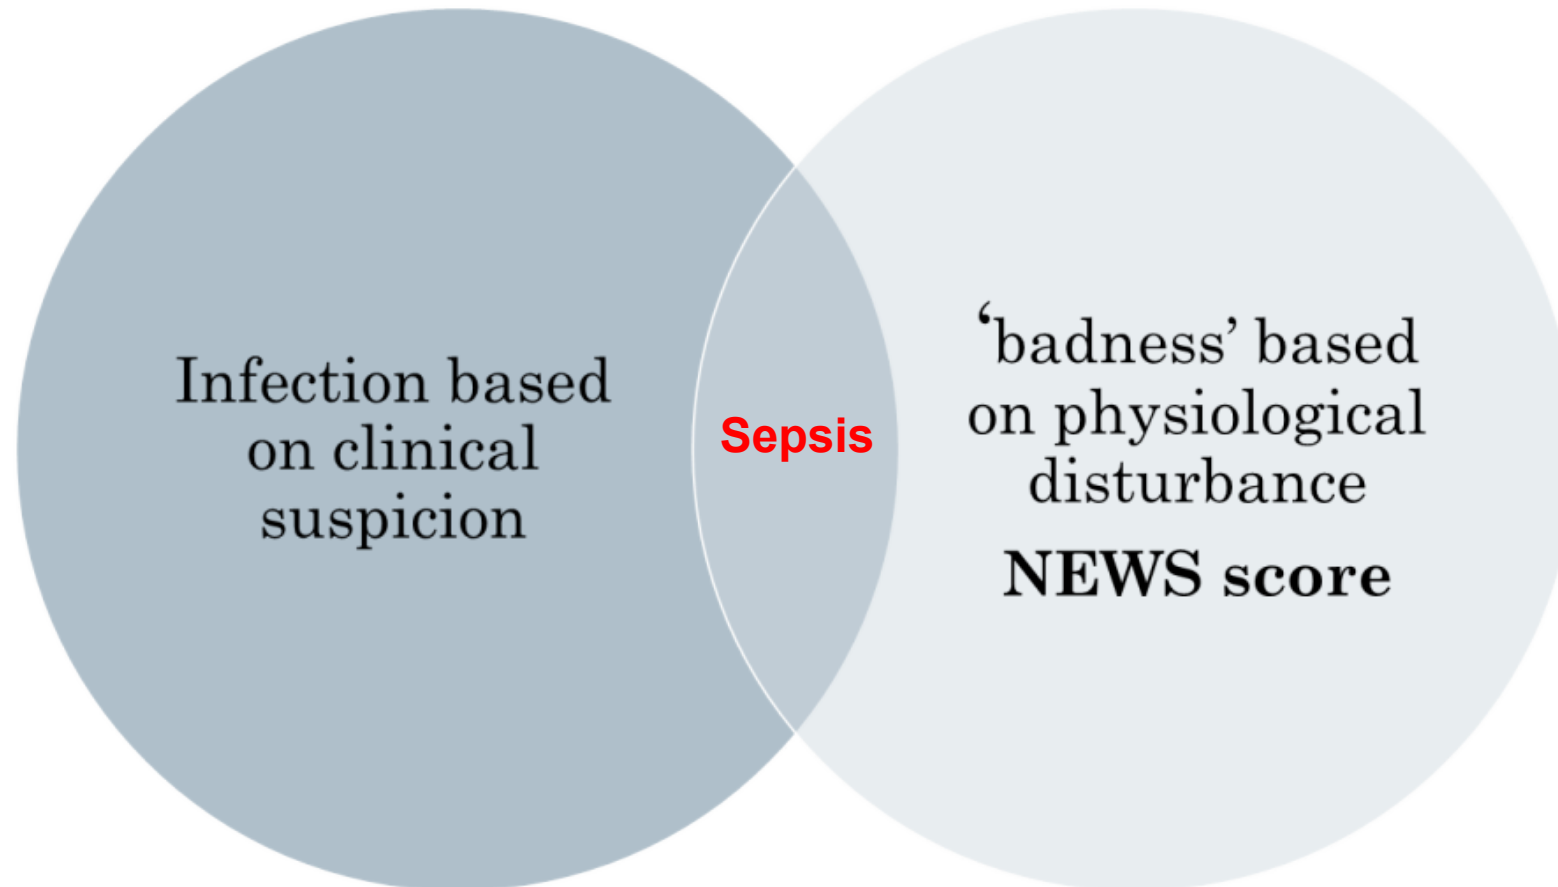 Infection based
on clinical
suspicion
Sepsis
‘badness’ based
on physiological
disturbance
NEWS score